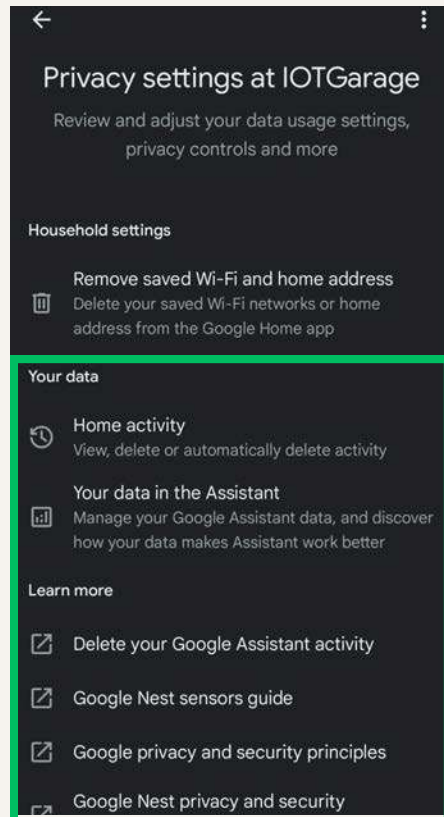 Privacy settings at IOTGarage
Review and adjust your data usage settings,
privacy controls and more
Household settings
Remove saved Wi-Fi and home address
Delete your saved Wi-Fi networks or home
address from the Google Home app
Your data
Home activity
View, delete or automatically delete activity
Your data in the Assistant
Manage your Google Assistant data, and discover
how your data makes Assistant work better
Learn more
Delete your Google Assistant activity
Google Nest sensors guide
Google privacy and security principles
Google Nest privacy and security